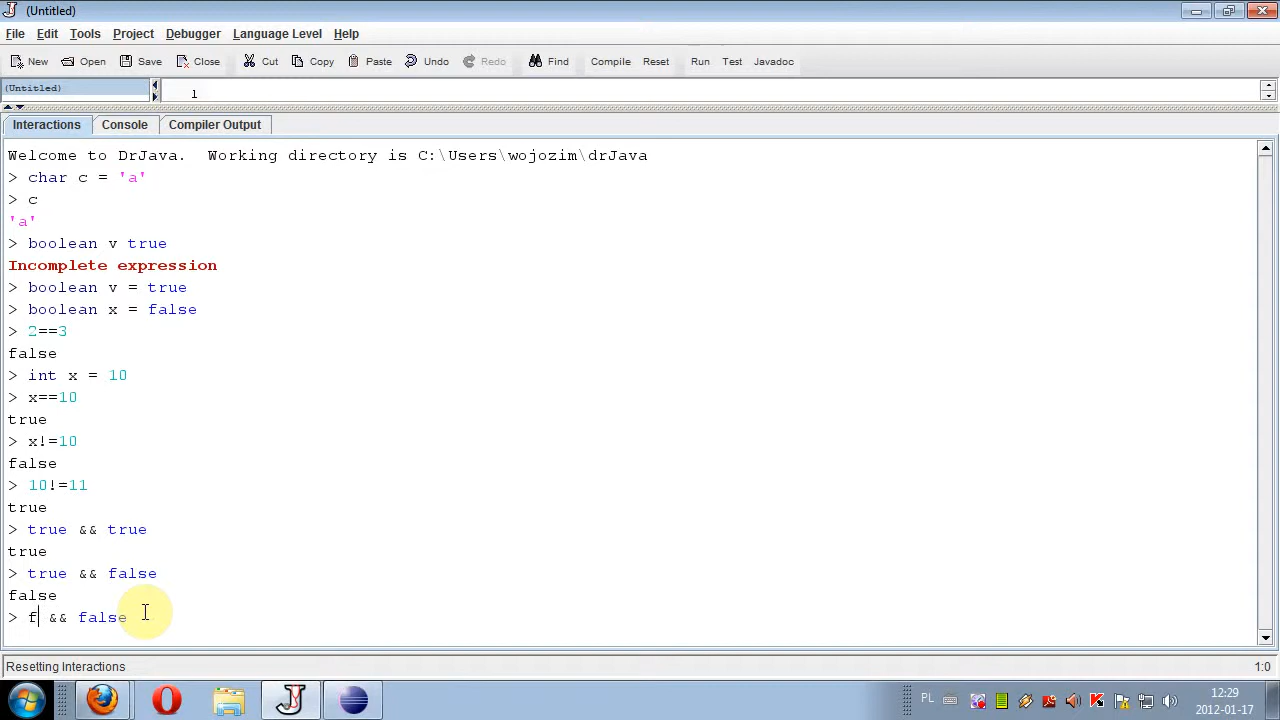 (Untitled)
File Edit Tools Project Debugger Language Level Help
New Open Save Close Cut Copy Paste Undo Redo Find Compile Reset Run Test Javadoc
(Untitled)
1
Interactions Console Compiler Output
Welcome to DrJava.  Working directory is C:\Users\wojozim\drJava
> char c = 'a'
> c
'a'
> boolean v true
Incomplete expression
> boolean v = true
> boolean x = false
> 2==3
false
> int x = 10
> x==10
true
> x!=10
false
> 10!=11
true
> true && true
true
> true && false
false
> f && false
Resetting Interactions 1:0
PL 12:29
2012-01-17